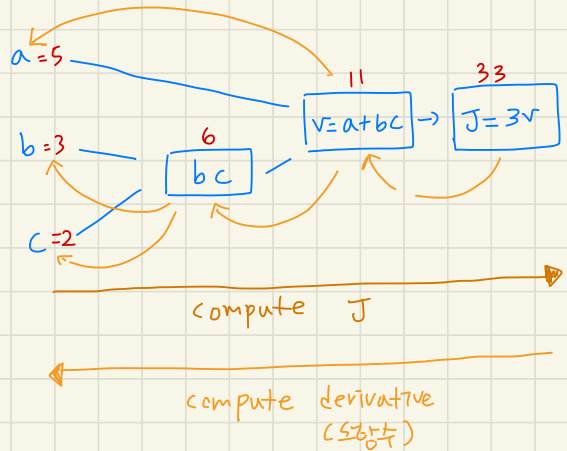 a = 5
11
33
v = a + bc → J = 3v
b = 3
6
bc
c = 2
compute J
compute derivative
(도함수)